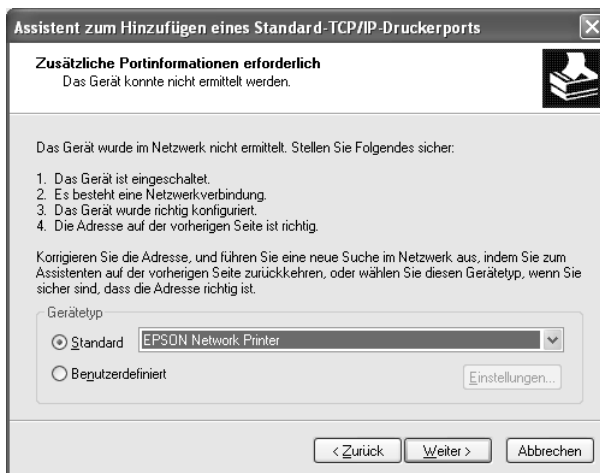 Assistent zum Hinzufügen eines Standard-TCP/IP-Druckerports
Zusätzliche Portinformationen erforderlich
Das Gerät konnte nicht ermittelt werden.
Das Gerät wurde im Netzwerk nicht ermittelt. Stellen Sie Folgendes sicher:
1. Das Gerät ist eingeschaltet.
2. Es besteht eine Netzwerkverbindung.
3. Das Gerät wurde richtig konfiguriert.
4. Die Adresse auf der vorherigen Seite ist richtig.
Korrigieren Sie die Adresse, und führen Sie eine neue Suche im Netzwerk aus, indem Sie zum
Assistenten auf der vorherigen Seite zurückkehren, oder wählen Sie diesen Gerätetyp, wenn Sie
sicher sind, dass die Adresse richtig ist.
Gerätetyp
Standard EPSON Network Printer
Benutzerdefiniert Einstellungen...
< Zurück Weiter > Abbrechen